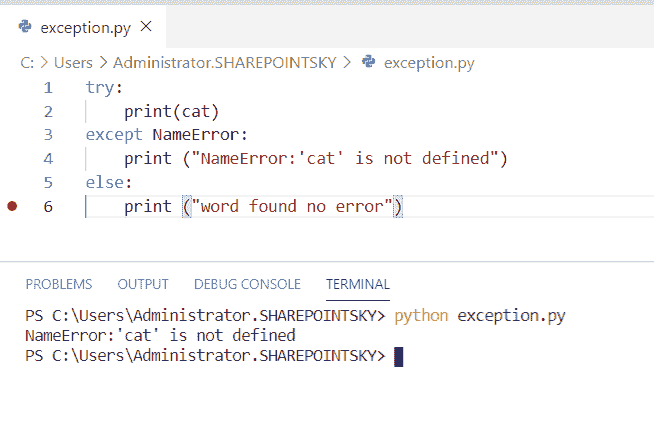 exception.py ×
C: > Users > Administrator.SHAREPOINTSKY > exception.py
1 try:
2     print(cat)
3 except NameError:
4     print ("NameError:'cat' is not defined")
5 else:
6     print ("word found no error")
PROBLEMS OUTPUT DEBUG CONSOLE TERMINAL
PS C:\Users\Administrator.SHAREPOINTSKY> python exception.py
NameError:'cat' is not defined
PS C:\Users\Administrator.SHAREPOINTSKY>